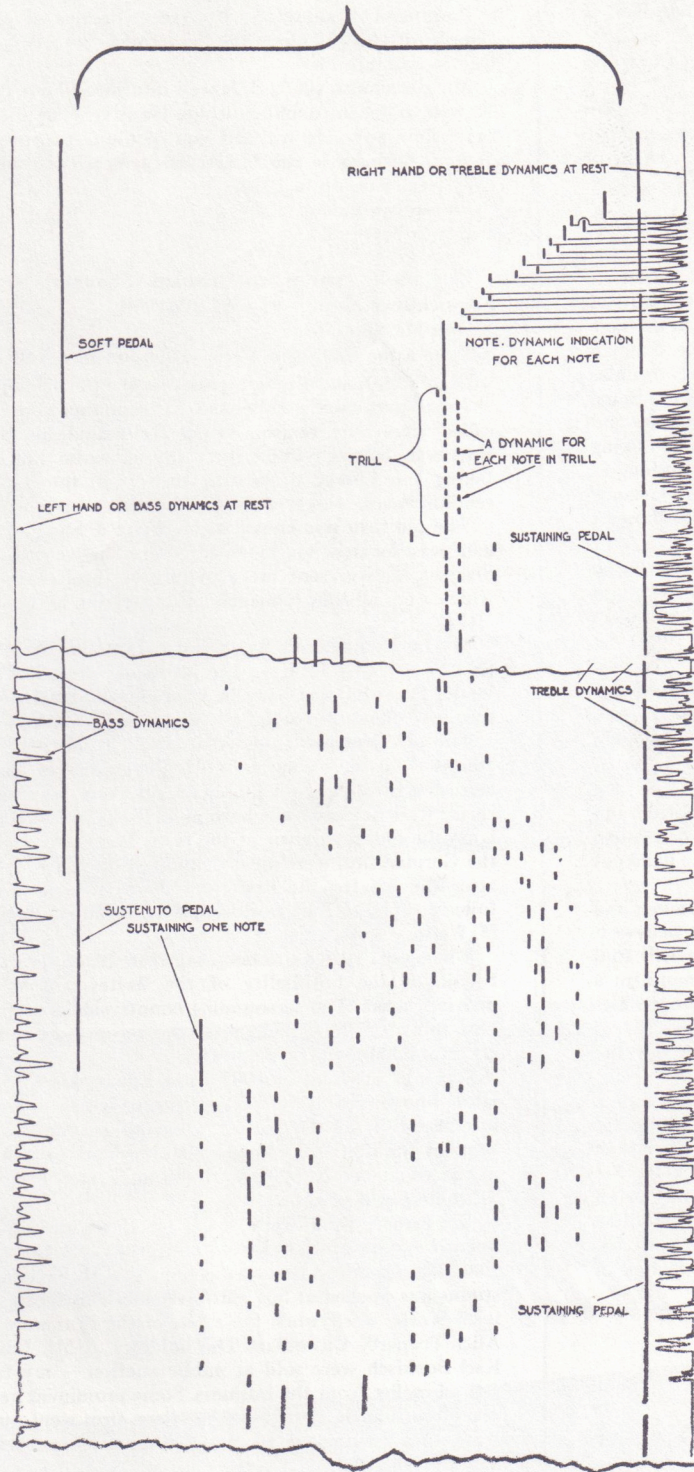 RIGHT HAND OR TREBLE DYNAMICS AT REST
SOFT PEDAL
NOTE. DYNAMIC INDICATION
FOR EACH NOTE
TRILL
A DYNAMIC FOR
EACH NOTE IN TRILL
LEFT HAND OR BASS DYNAMICS AT REST
SUSTAINING PEDAL
TREBLE DYNAMICS
BASS DYNAMICS
SUSTENUTO PEDAL
SUSTAINING ONE NOTE
SUSTAINING PEDAL